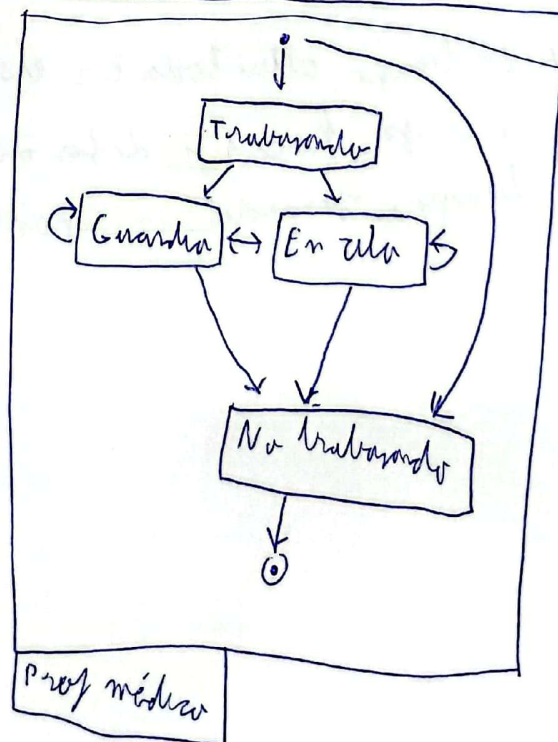 Trabajando
Guardia
En sala
No trabajando
Prof médico